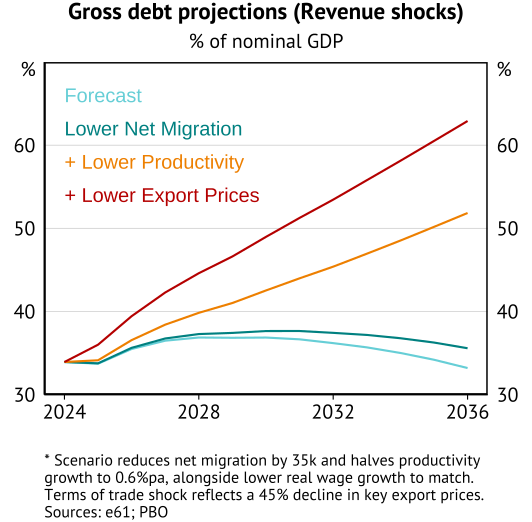 Gross debt projections (Revenue shocks)
% of nominal GDP
% %
Forecast
Lower Net Migration
+ Lower Productivity
+ Lower Export Prices
60 60
50 50
40 40
30 30
2024 2028 2032 2036
* Scenario reduces net migration by 35k and halves productivity
growth to 0.6%pa, alongside lower real wage growth to match.
Terms of trade shock reflects a 45% decline in key export prices.
Sources: e61; PBO